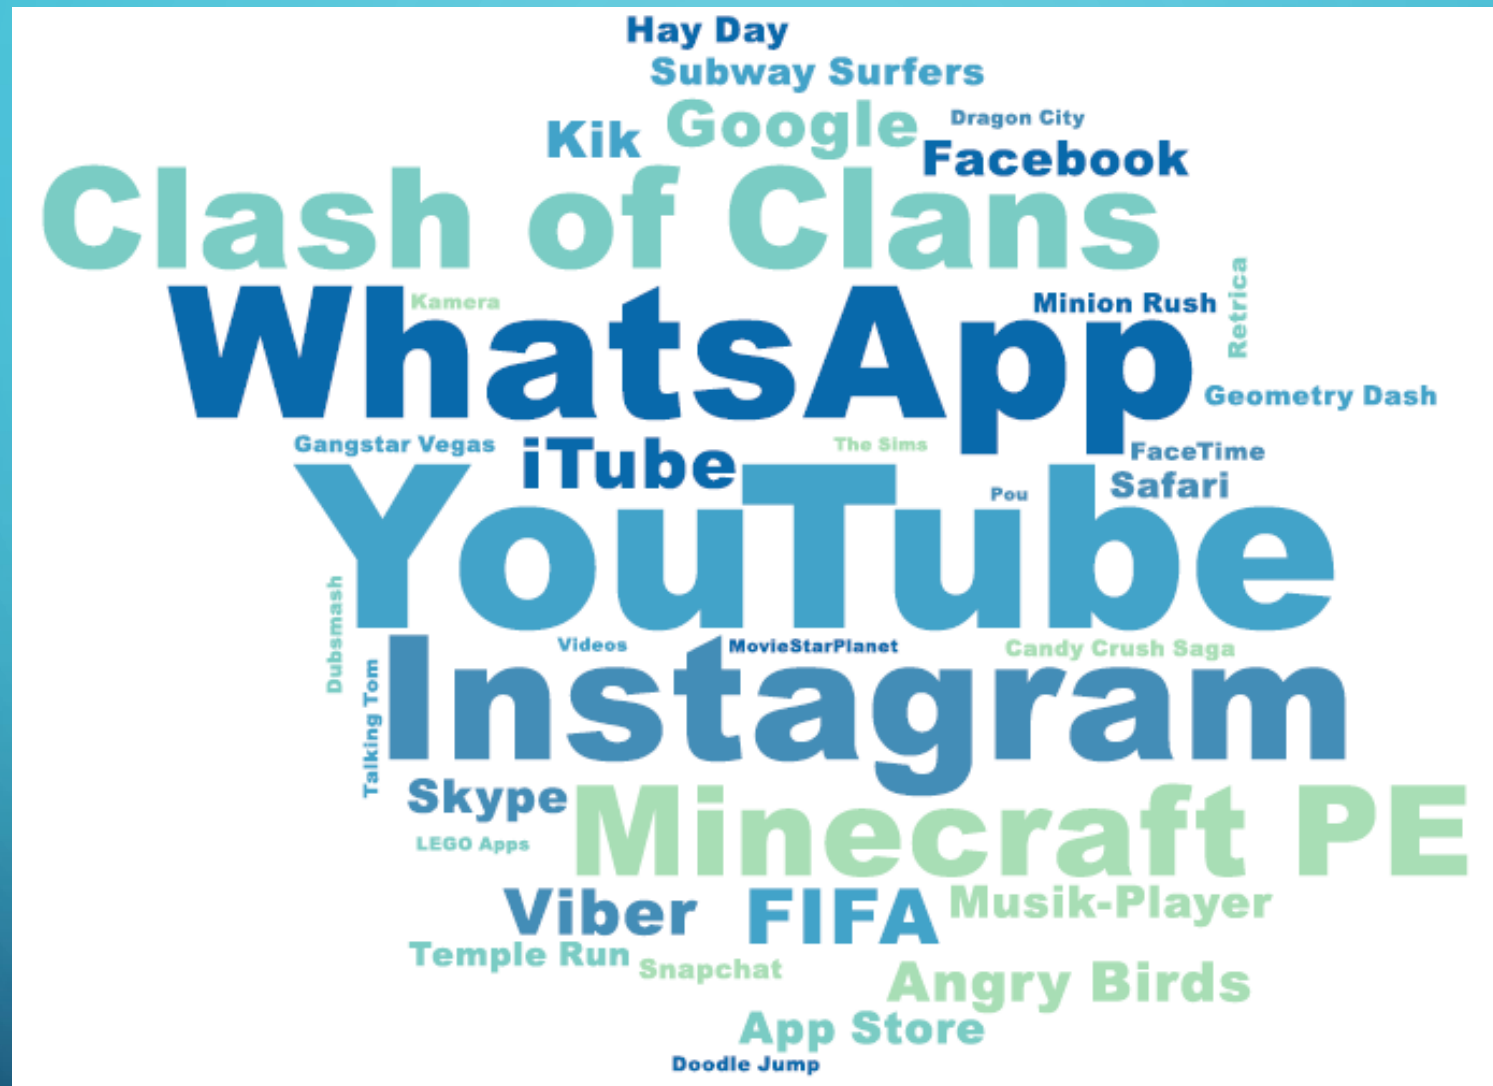 Hay Day
Subway Surfers
Google
Dragon City
Kik
Facebook
Clash of Clans
Retrica
Kamera
Minion Rush
WhatsApp
Geometry Dash
Gangstar Vegas
iTube
The Sims
FaceTime
Safari
Pou
YouTube
Dubsmash
Videos
MovieStarPlanet
Candy Crush Saga
Talking Tom
Instagram
Skype
Minecraft PE
LEGO Apps
Viber
FIFA
Musik-Player
Temple Run
Snapchat
Angry Birds
App Store
Doodle Jump